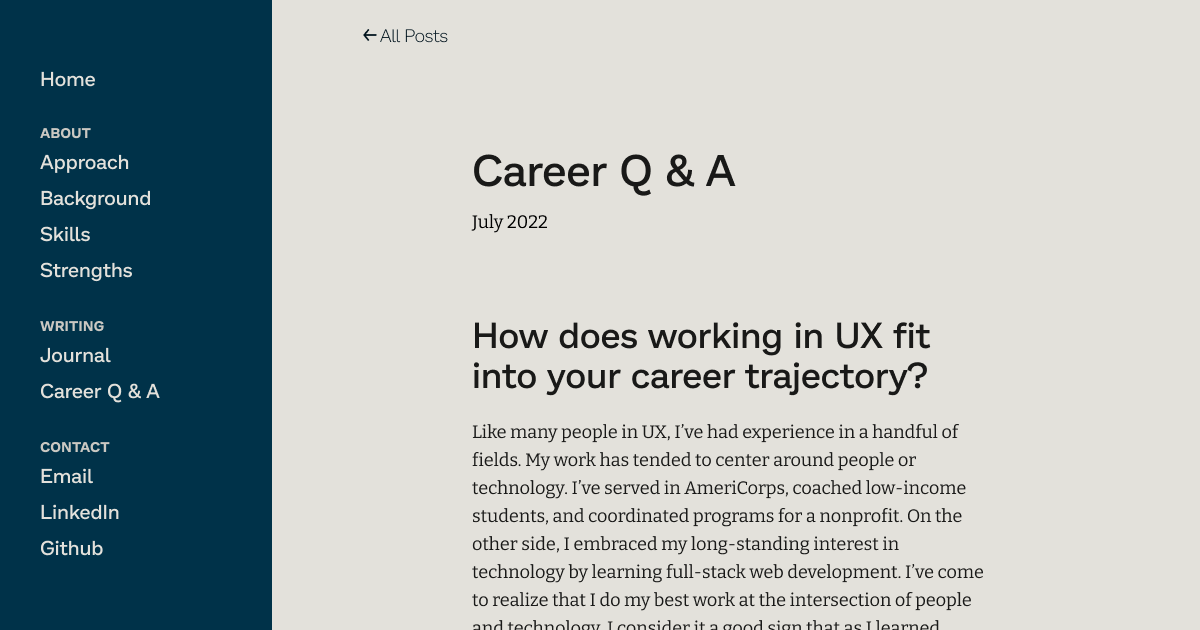 Home
ABOUT
Approach
Background
Skills
Strengths
WRITING
Journal
Career Q & A
CONTACT
Email
LinkedIn
Github
All Posts
Career Q & A
July 2022
How does working in UX fit
into your career trajectory?
Like many people in UX, I’ve had experience in a handful of
fields. My work has tended to center around people or
technology. I’ve served in AmeriCorps, coached low-income
students, and coordinated programs for a nonprofit. On the
other side, I embraced my long-standing interest in
technology by learning full-stack web development. I’ve come
to realize that I do my best work at the intersection of people
and technology. I consider it a good sign that as I learned